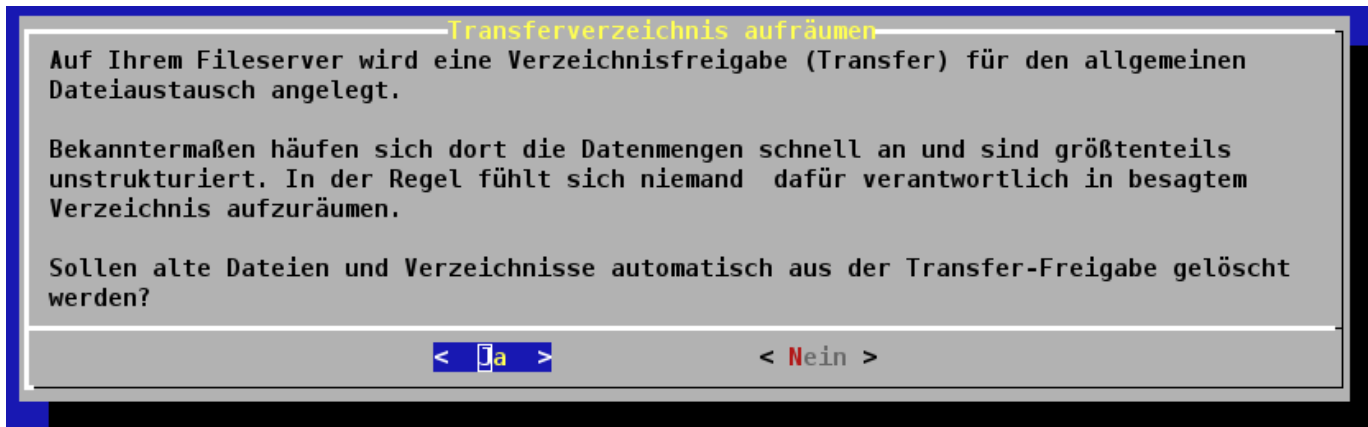 Transferverzeichnis aufräumen
Auf Ihrem Fileserver wird eine Verzeichnisfreigabe (Transfer) für den allgemeinen
Dateiaustausch angelegt.
Bekanntermaßen häufen sich dort die Datenmengen schnell an und sind größtenteils
unstrukturiert. In der Regel fühlt sich niemand  dafür verantwortlich in besagtem
Verzeichnis aufzuräumen.
Sollen alte Dateien und Verzeichnisse automatisch aus der Transfer-Freigabe gelöscht
werden?
<  Ja  > < Nein >